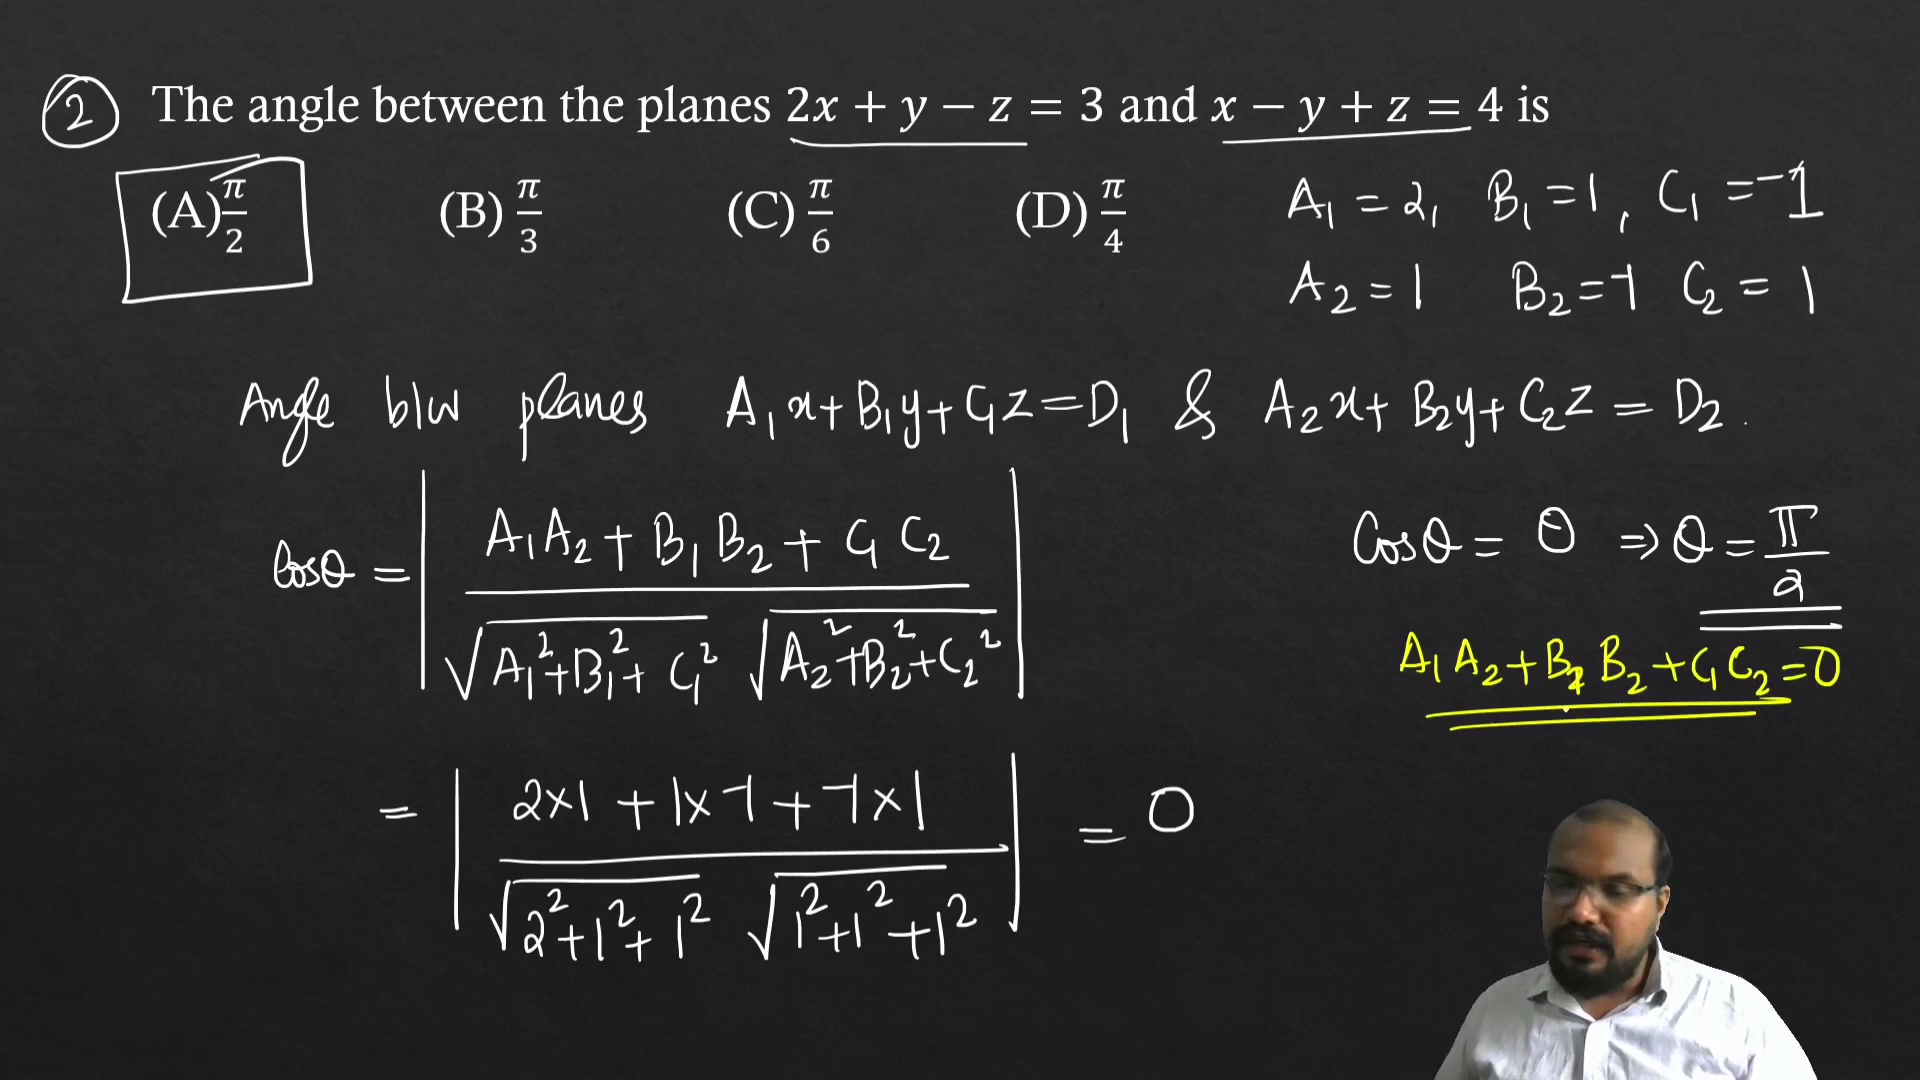 2 The angle between the planes 2x + y − z = 3 and x − y + z = 4 is
(A) π/2 (B) π/3 (C) π/6 (D) π/4
A₁ = 2, B₁ = 1, C₁ = -1
A₂ = 1 B₂ = -1 C₂ = 1
Angle b/w planes A₁x + B₁y + C₁z = D₁ & A₂x + B₂y + C₂z = D₂.
Cosθ = | (A₁A₂ + B₁B₂ + C₁C₂) / (√(A₁² + B₁² + C₁²) √(A₂² + B₂² + C₂²)) |
= | (2×1 + 1×-1 + -1×1) / (√(2² + 1² + 1²) √(1² + 1² + 1²)) | = 0
Cosθ = 0 ⇒ θ = π/2
A₁A₂ + B₁B₂ + C₁C₂ = 0